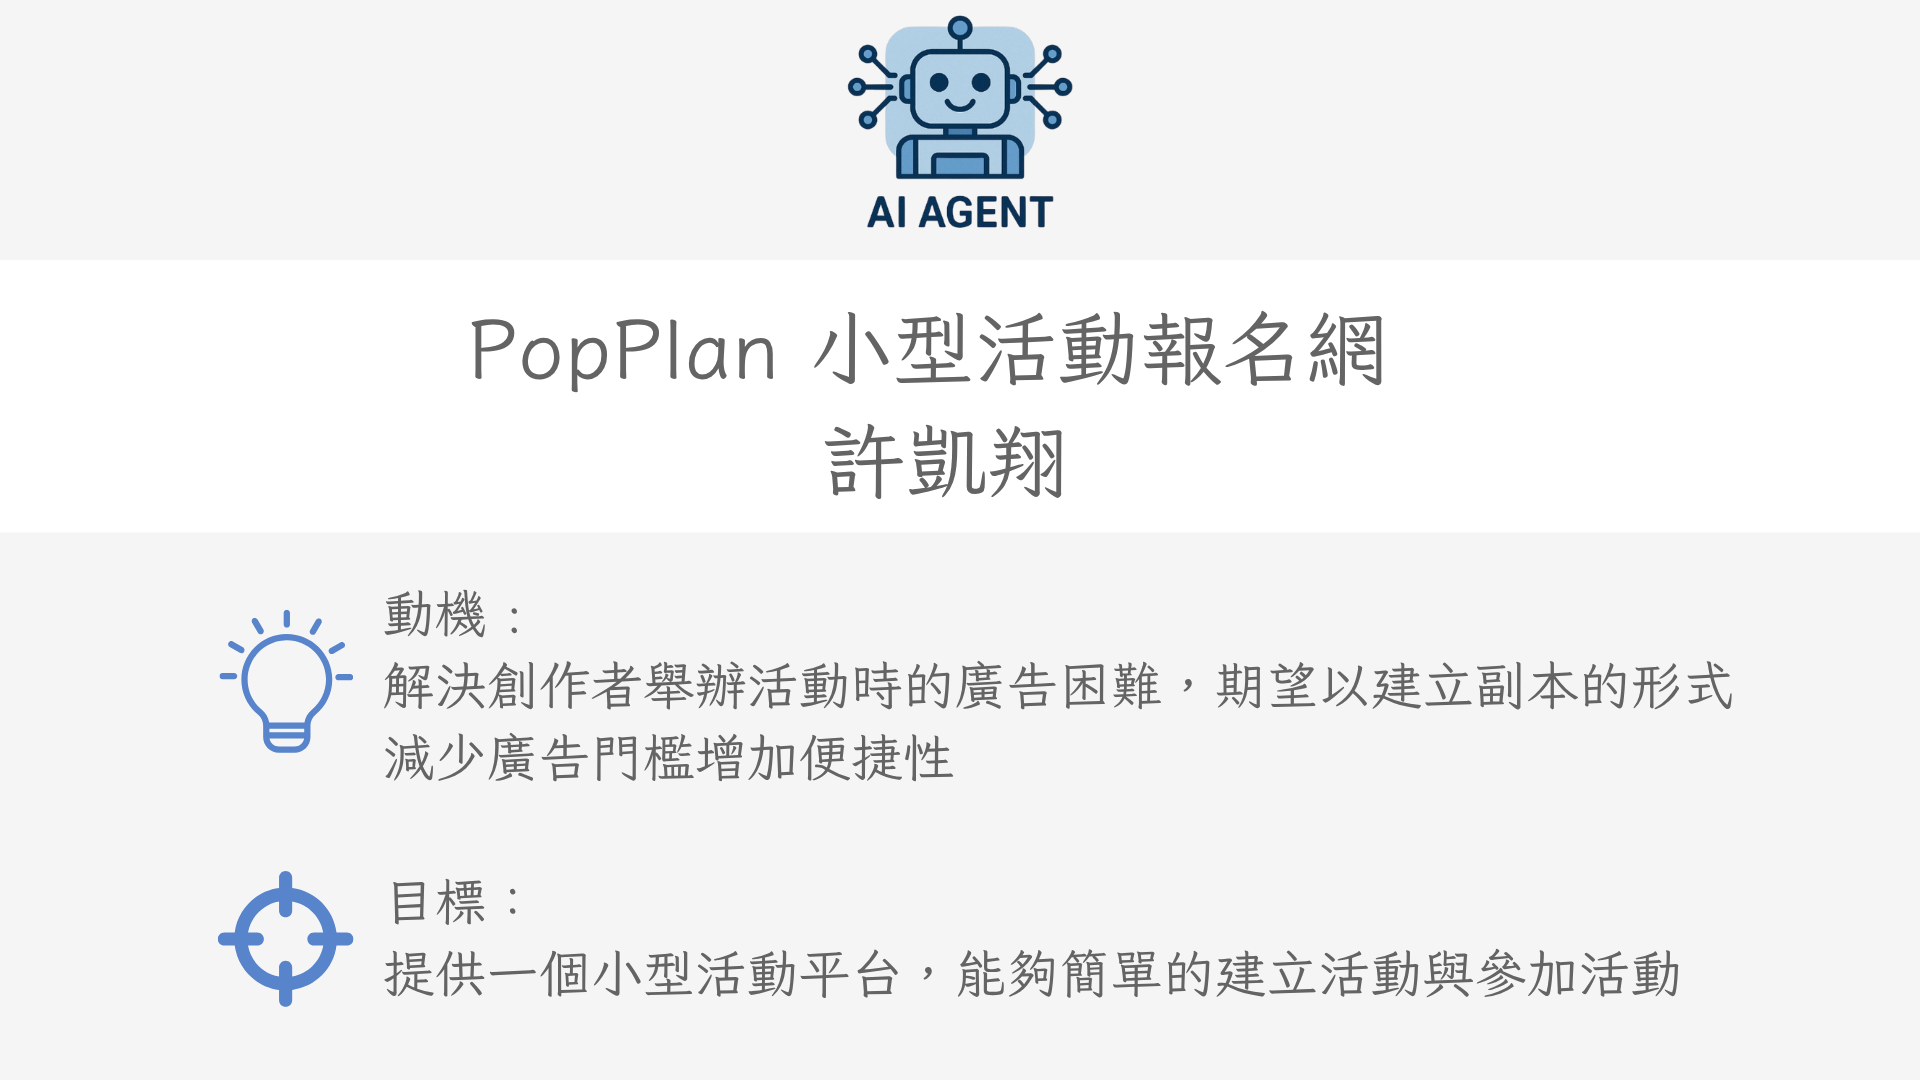 AI AGENT
PopPlan 小型活動報名網
許凱翔
動機：
解決創作者舉辦活動時的廣告困難，期望以建立副本的形式
減少廣告門檻增加便捷性
目標：
提供一個小型活動平台，能夠簡單的建立活動與參加活動